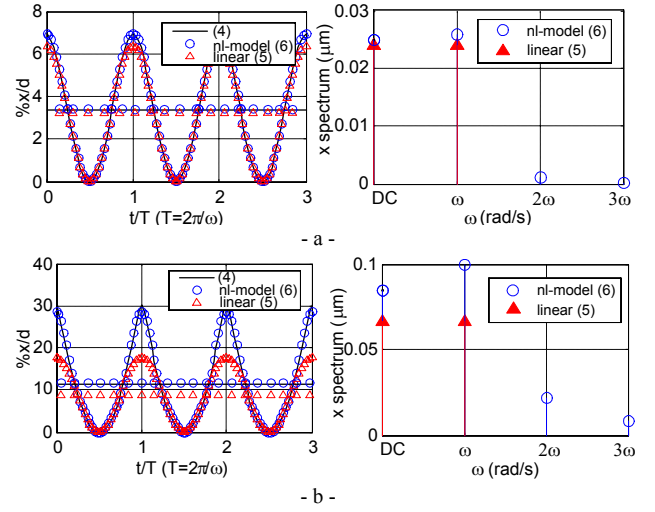 (4)
nl-model (6)
linear (5)
%x/d
8
6
4
2
0
0 1 2 3
t/T (T=2π/ω)
x spectrum (μm)
0.03
0.02
0.01
0
nl-model (6)
linear (5)
DC ω 2ω 3ω
ω (rad/s)
- a -
(4)
nl-model (6)
linear (5)
%x/d
40
30
20
10
0
0 1 2 3
t/T (T=2π/ω)
x spectrum (μm)
0.1
0.05
0
nl-model (6)
linear (5)
DC ω 2ω 3ω
ω (rad/s)
- b -